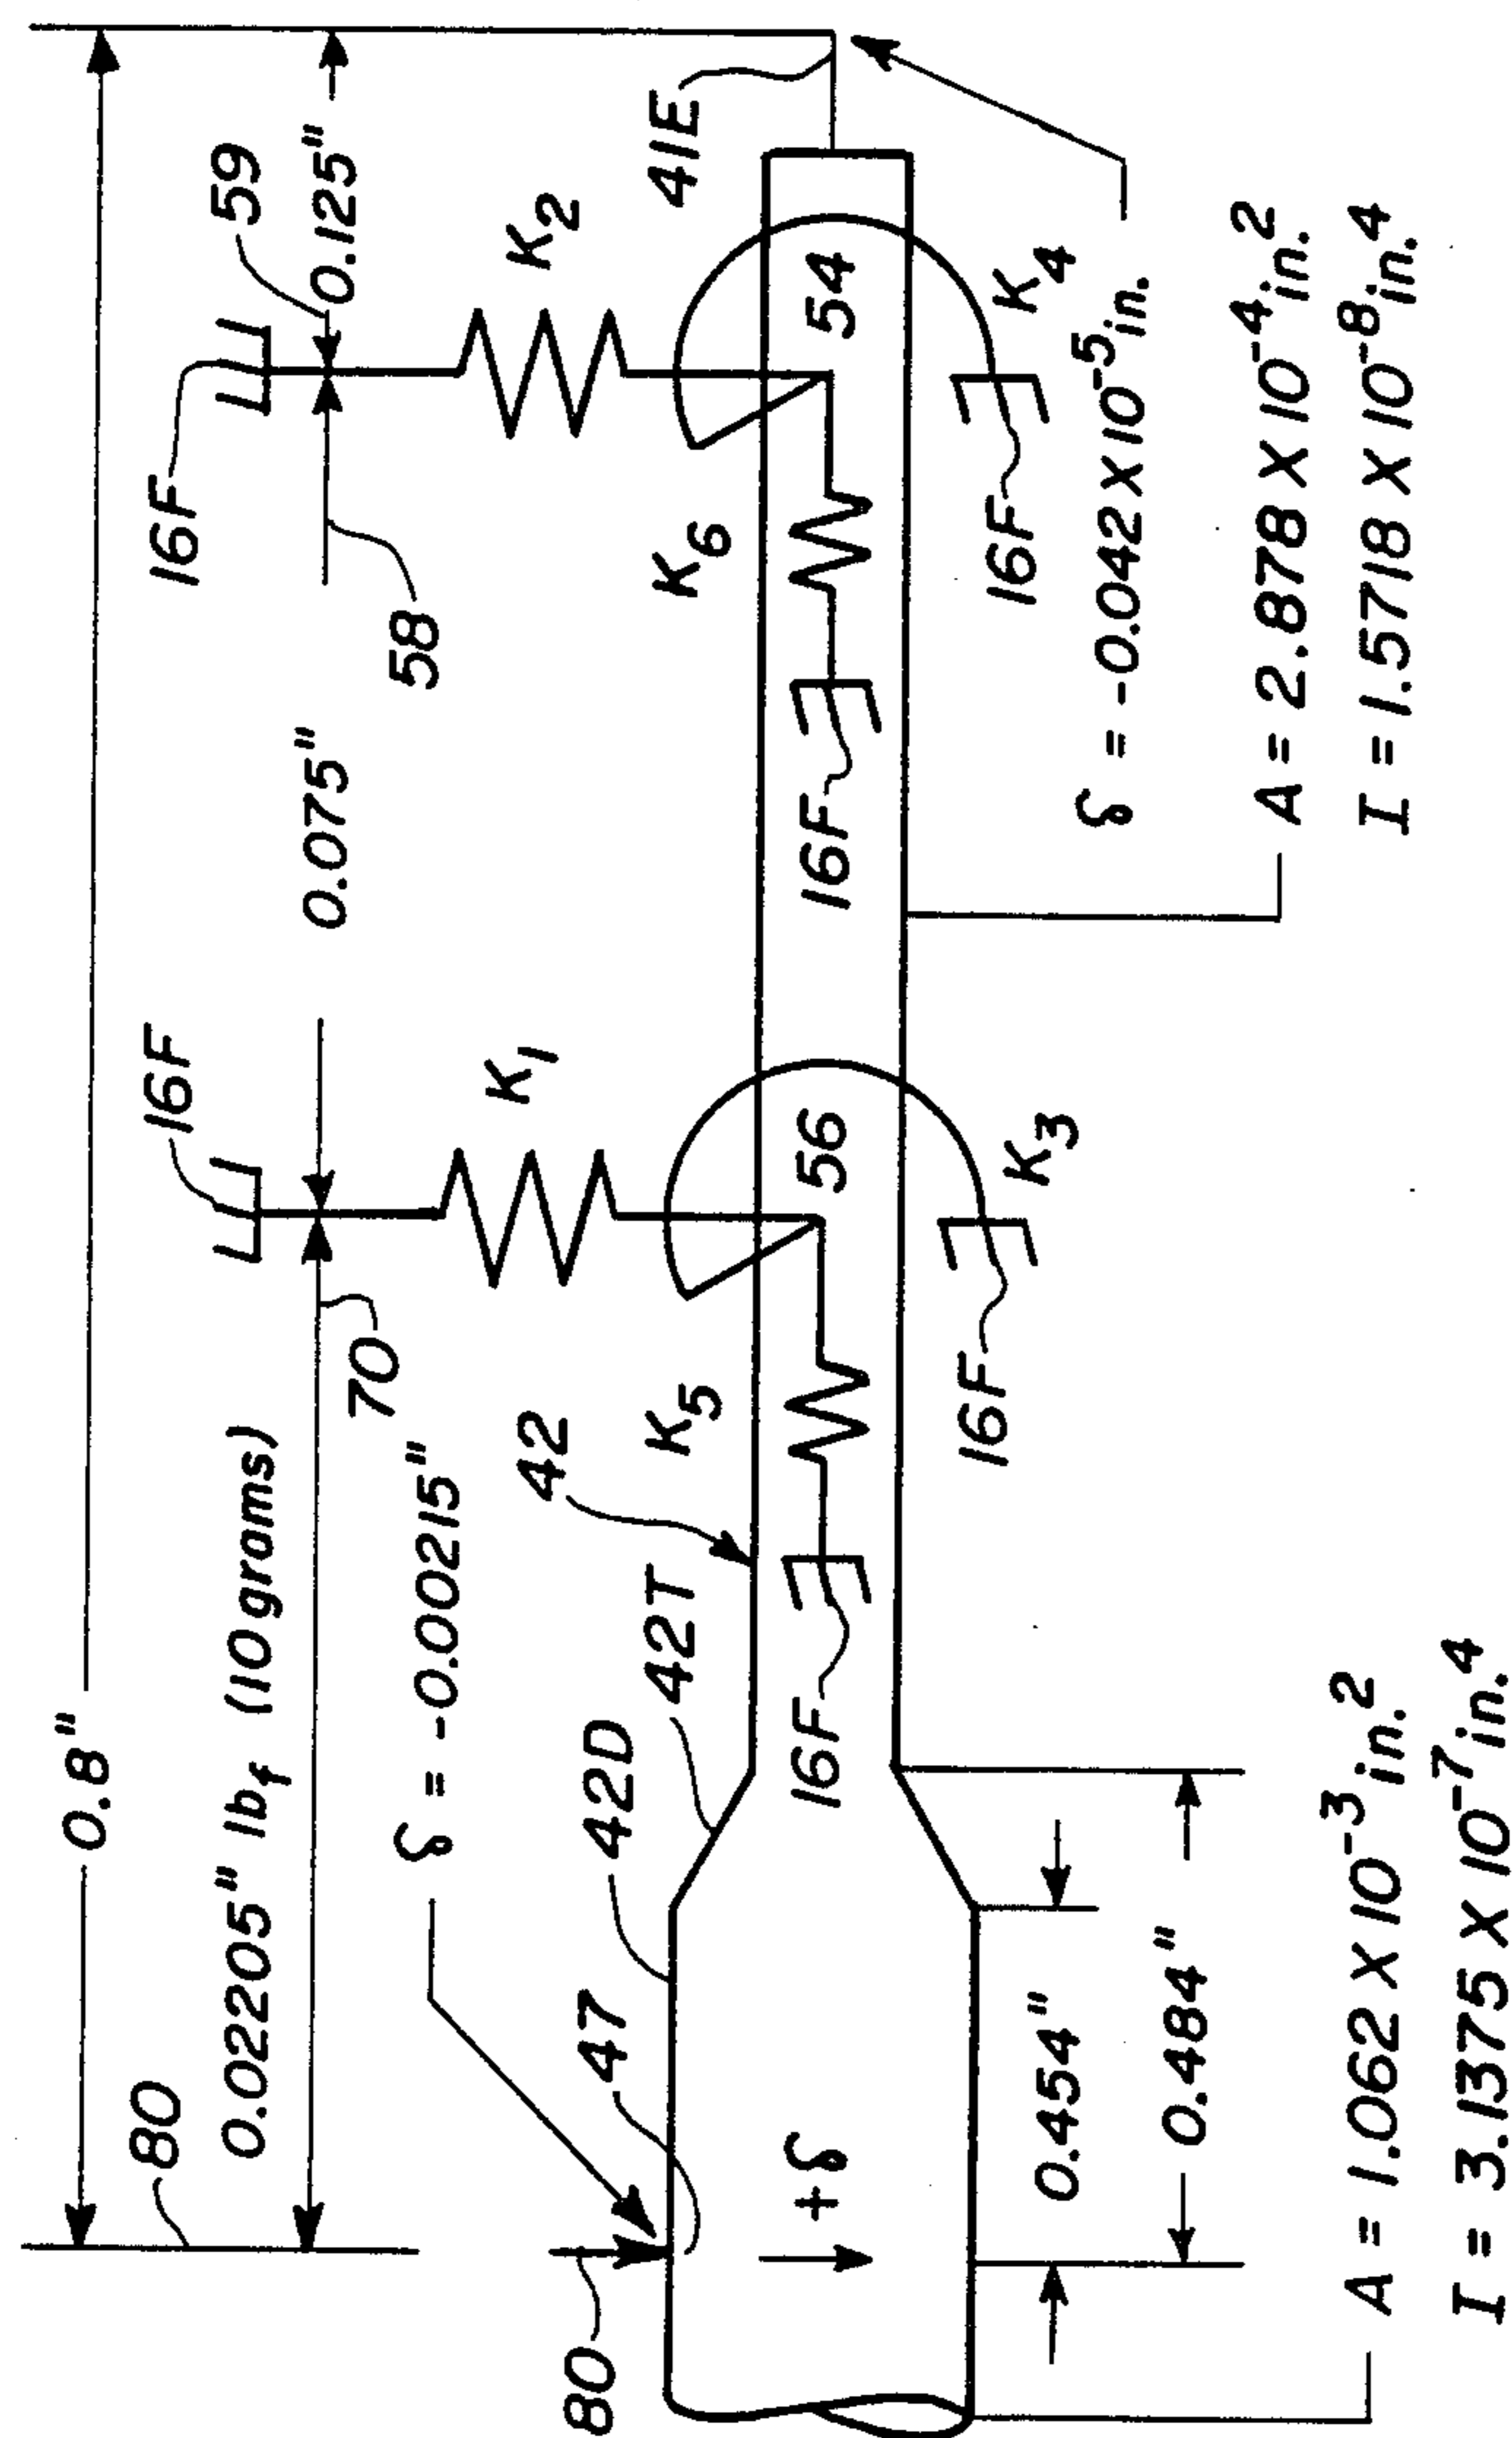 0.8"
80
0.02205" lbf (10 grams)
16F
0.075"
16F
59
0.125"
70
58
δ = -0.00215"
K1
K2
47
42D
42T
42
K5
K6
41E
80
+δ
16F
56
16F
54
16F
K3
16F
K4
0.454"
0.484"
δ = -0.042 X 10-5 in.
A = 1.062 X 10-3 in.2
I = 3.1375 X 10-7 in.4
A = 2.878 X 10-4 in.2
I = 1.5718 X 10-8 in.4